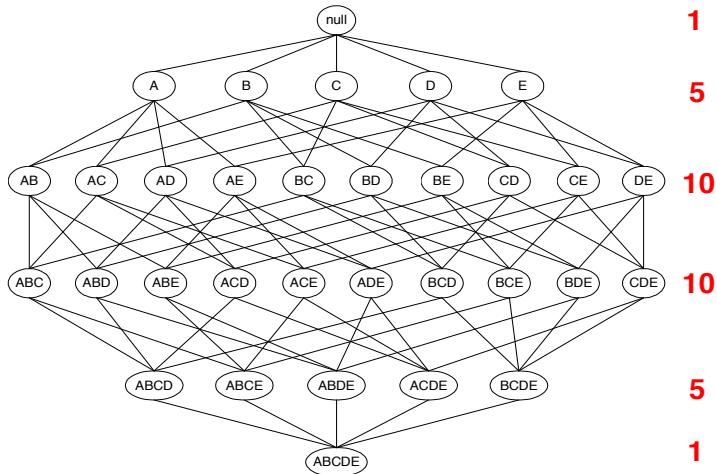 null 1
A B C D E 5
AB AC AD AE BC BD BE CD CE DE 10
ABC ABD ABE ACD ACE ADE BCD BCE BDE CDE 10
ABCD ABCE ABDE ACDE BCDE 5
ABCDE 1